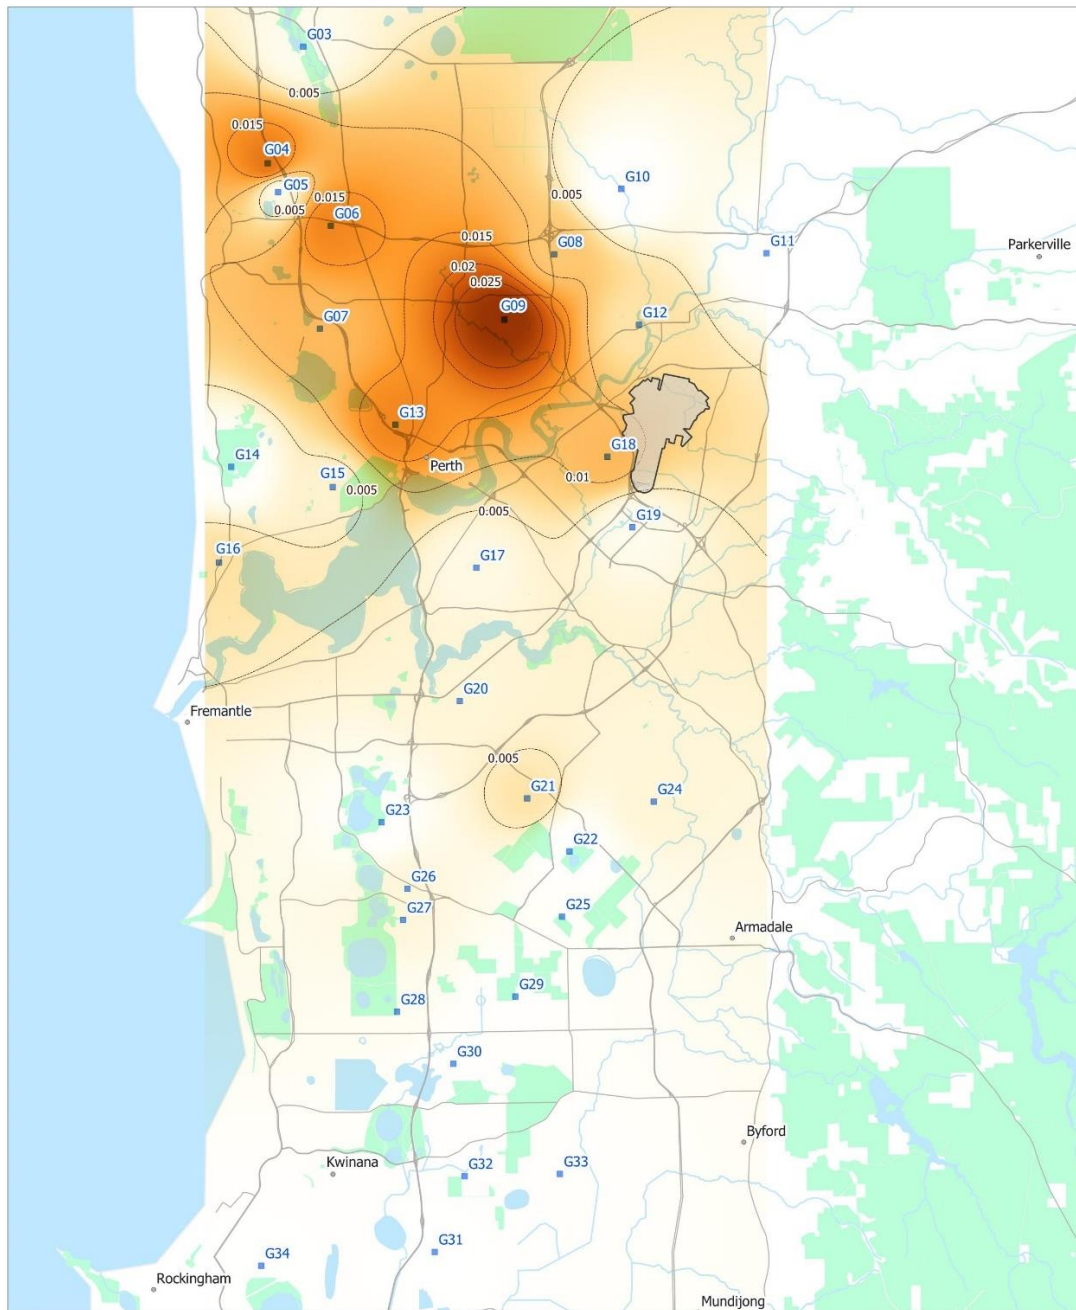 G03
0.005
0.015
G04
G05
0.015
0.005
G06
G10
0.005
0.015
G08
G11
Parkerville
0.02
0.025
G09
G07
G12
G13
Perth
G18
G14
G15
0.005
0.01
0.005
G19
G16
G17
G20
Fremantle
0.005
G21
G24
G23
G22
G26
G27
G25
Armadale
G28
G29
G30
Byford
Kwinana
G32
G33
G31
G34
Rockingham
Mundijong